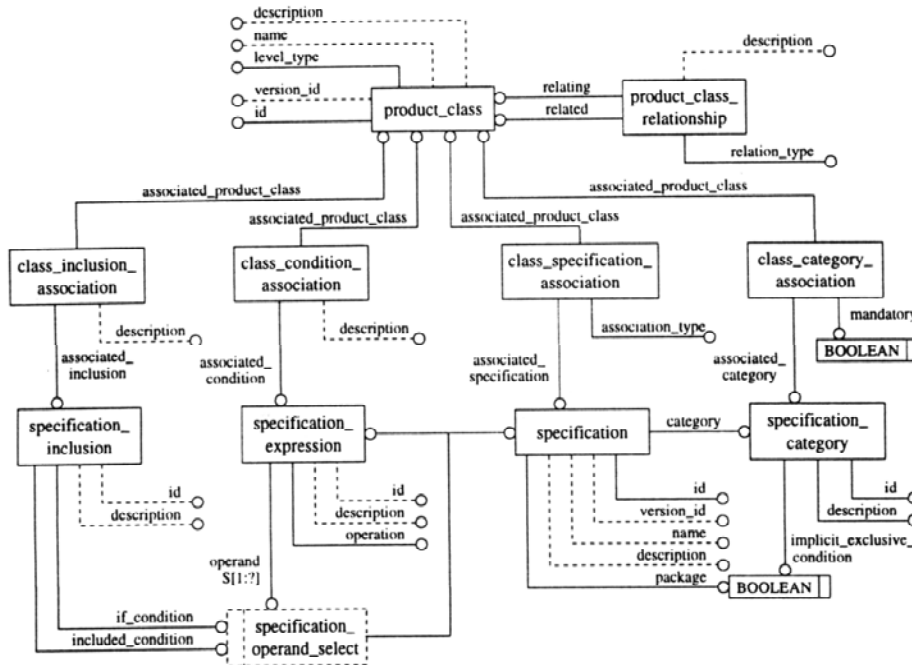 description
name
level_type
version_id
id
product_class
relating
related
description
product_class_
relationship
relation_type
associated_product_class
associated_product_class
associated_product_class
associated_product_class
class_inclusion_
association
class_condition_
association
class_specification_
association
class_category_
association
description
description
association_type
mandatory
BOOLEAN
associated_
inclusion
associated_
condition
associated_
specification
associated_
category
specification_
inclusion
specification_
expression
specification
category
specification_
category
id
description
id
description
operation
id
version_id
name
description
package
id
description
implicit_exclusive_
condition
BOOLEAN
operand
S[1:?]
if_condition
included_condition
specification_
operand_select